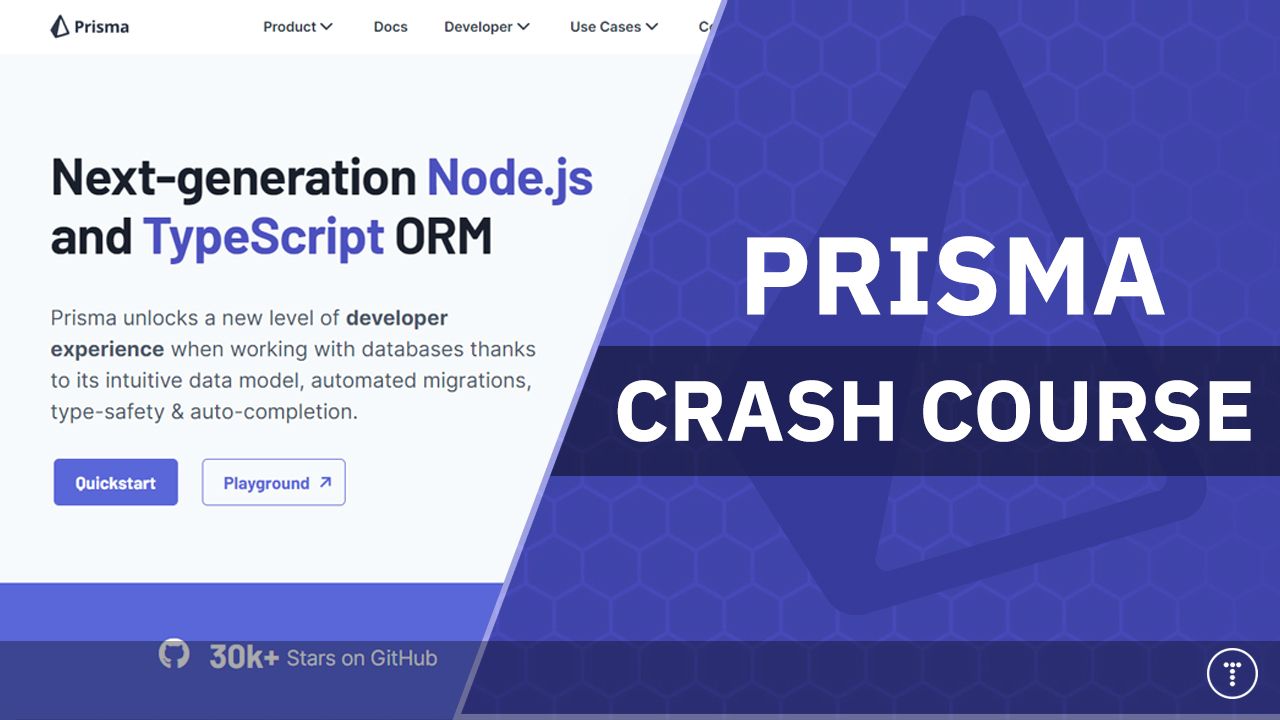 Prisma
Product
Docs
Developer
Use Cases
Next-generation Node.js
and TypeScript ORM
Prisma unlocks a new level of developer
experience when working with databases thanks
to its intuitive data model, automated migrations,
type-safety & auto-completion.
Quickstart
Playground
30k+ Stars on GitHub
PRISMA
CRASH COURSE